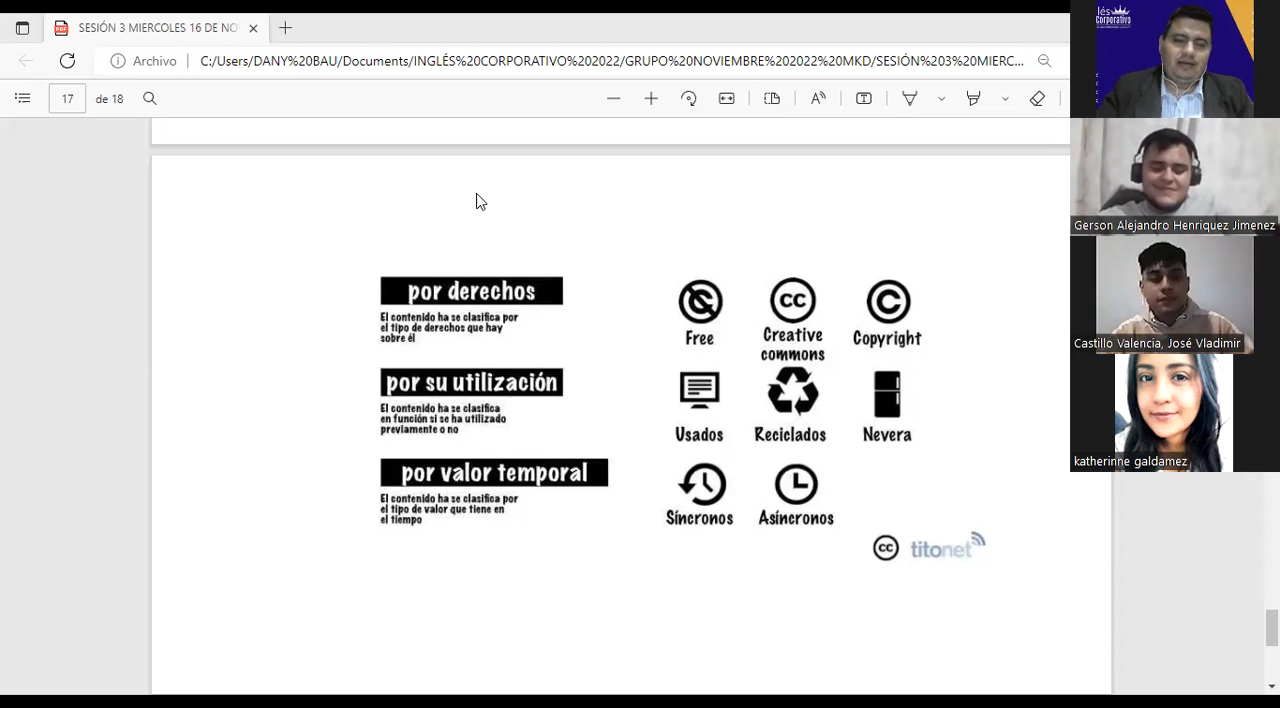 SESIÓN 3 MIERCOLES 16 DE NO
Archivo
C:/Users/DANY%20BAU/Documents/INGLÉS%20CORPORATIVO%202022/GRUPO%20NOVIEMBRE%202022%20MKD/SESIÓN%203%20MIERC...
17 de 18
por derechos
El contenido ha se clasifica por
el tipo de derechos que hay
sobre él
Free
Creative
commons
Copyright
por su utilización
El contenido ha se clasifica
en función si se ha utilizado
previamente o no
Usados
Reciclados
Nevera
por valor temporal
El contenido ha se clasifica por
el tipo de valor que tiene en
el tiempo
Síncronos
Asíncronos
cc titonet
lés
Corporativo
Gerson Alejandro Henriquez Jimenez
Castillo Valencia, José Vladimir
katherinne galdamez